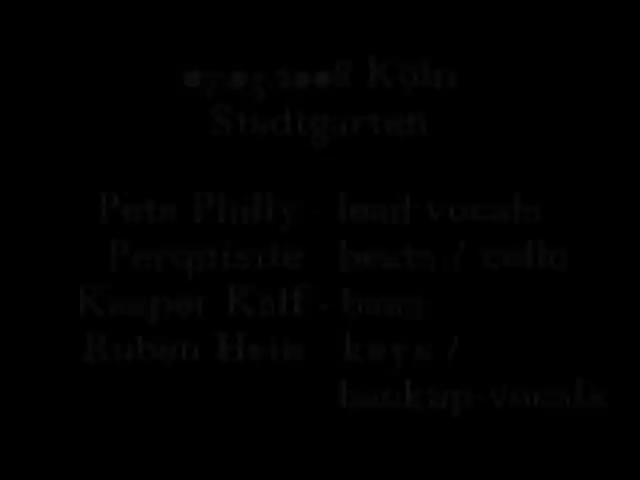 Köln
Stadtgarten
Pete Philly - lead vocals
Perquisite beats / cello
Kasper Kalf - bass
Ruben Hein keys /
backup-vocals